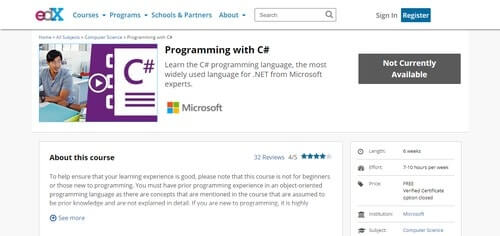 edX
Courses Programs Schools & Partners About Search Sign In Register
Home > All Subjects > Computer Science > Programming with C#
C#
Programming with C#
Learn the C# programming language, the most
widely used language for .NET from Microsoft
experts.
Microsoft
Not Currently
Available
About this course
32 Reviews 4/5
To help ensure that your learning experience is good, please note that this course is not for beginners
or those new to programming. You must have prior programming experience in an object-oriented
programming language as there are concepts that are mentioned in the course that are assumed to
be prior knowledge and are not explained in detail. If you are new to programming, it is highly
See more
Length: 6 weeks
Effort: 7-10 hours per week
Price: FREE
Verified Certificate
option closed
Institution: Microsoft
Subject: Computer Science